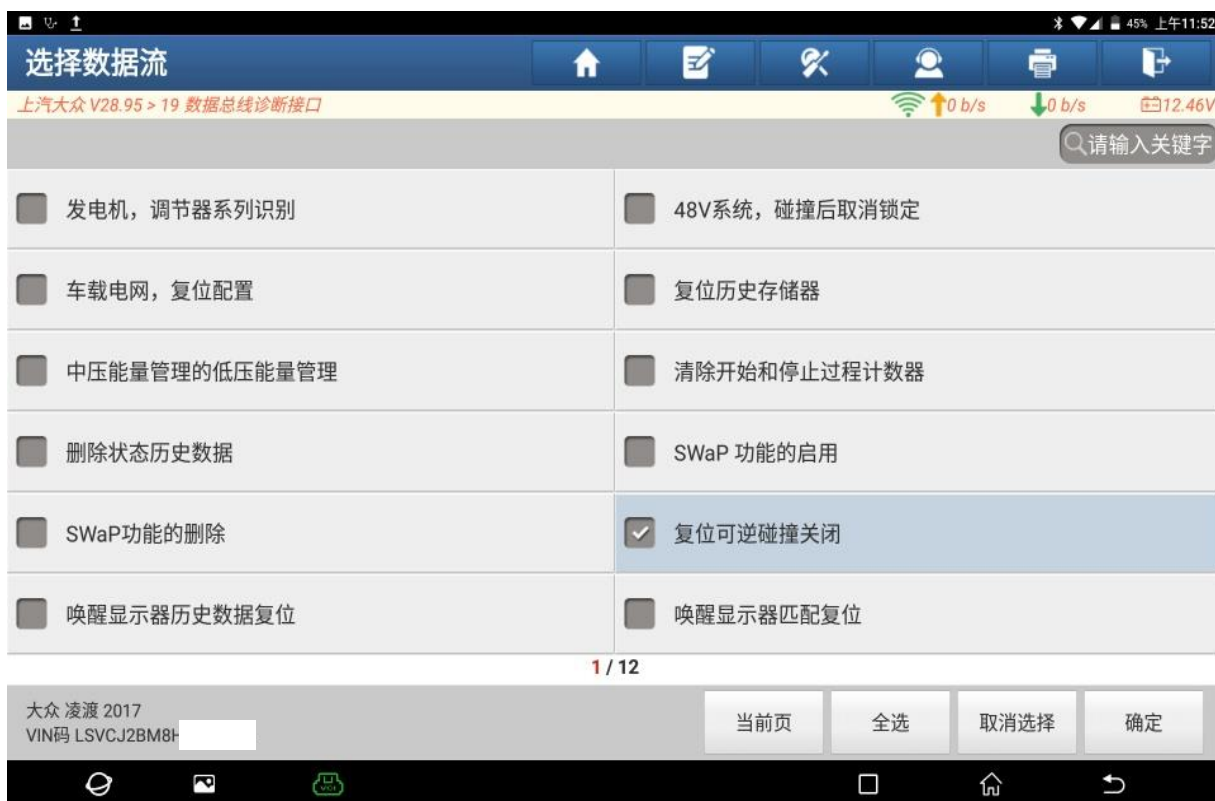 45% 上午11:52
选择数据流
上汽大众 V28.95 > 19 数据总线诊断接口
0 b/s 0 b/s 12.46V
请输入关键字
发电机，调节器系列识别
48V系统，碰撞后取消锁定
车载电网，复位配置
复位历史存储器
中压能量管理的低压能量管理
清除开始和停止过程计数器
删除状态历史数据
SWaP 功能的启用
SWaP功能的删除
复位可逆碰撞关闭
唤醒显示器历史数据复位
唤醒显示器匹配复位
1 / 12
大众 凌渡 2017
VIN码 LSVCJ2BM8H
当前页 全选 取消选择 确定
VCI